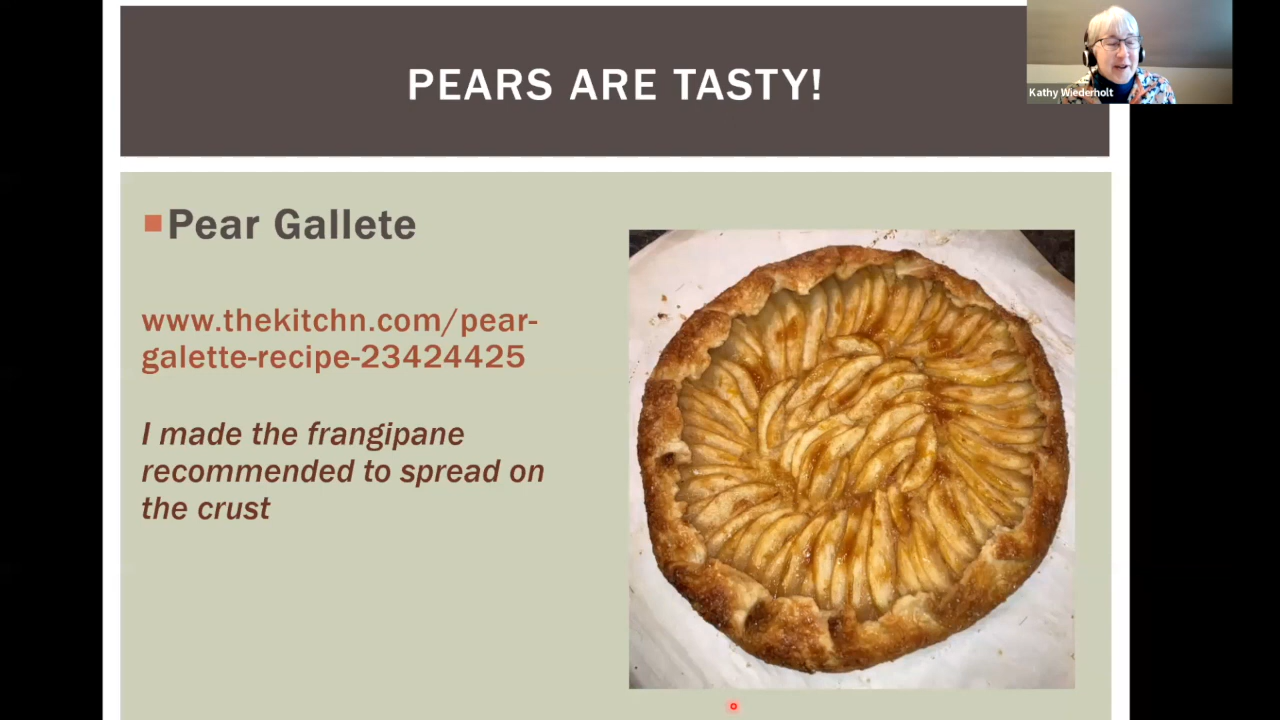 PEARS ARE TASTY!
Kathy Wiederholt
Pear Gallete
www.thekitchn.com/pear-
galette-recipe-23424425
I made the frangipane
recommended to spread on
the crust